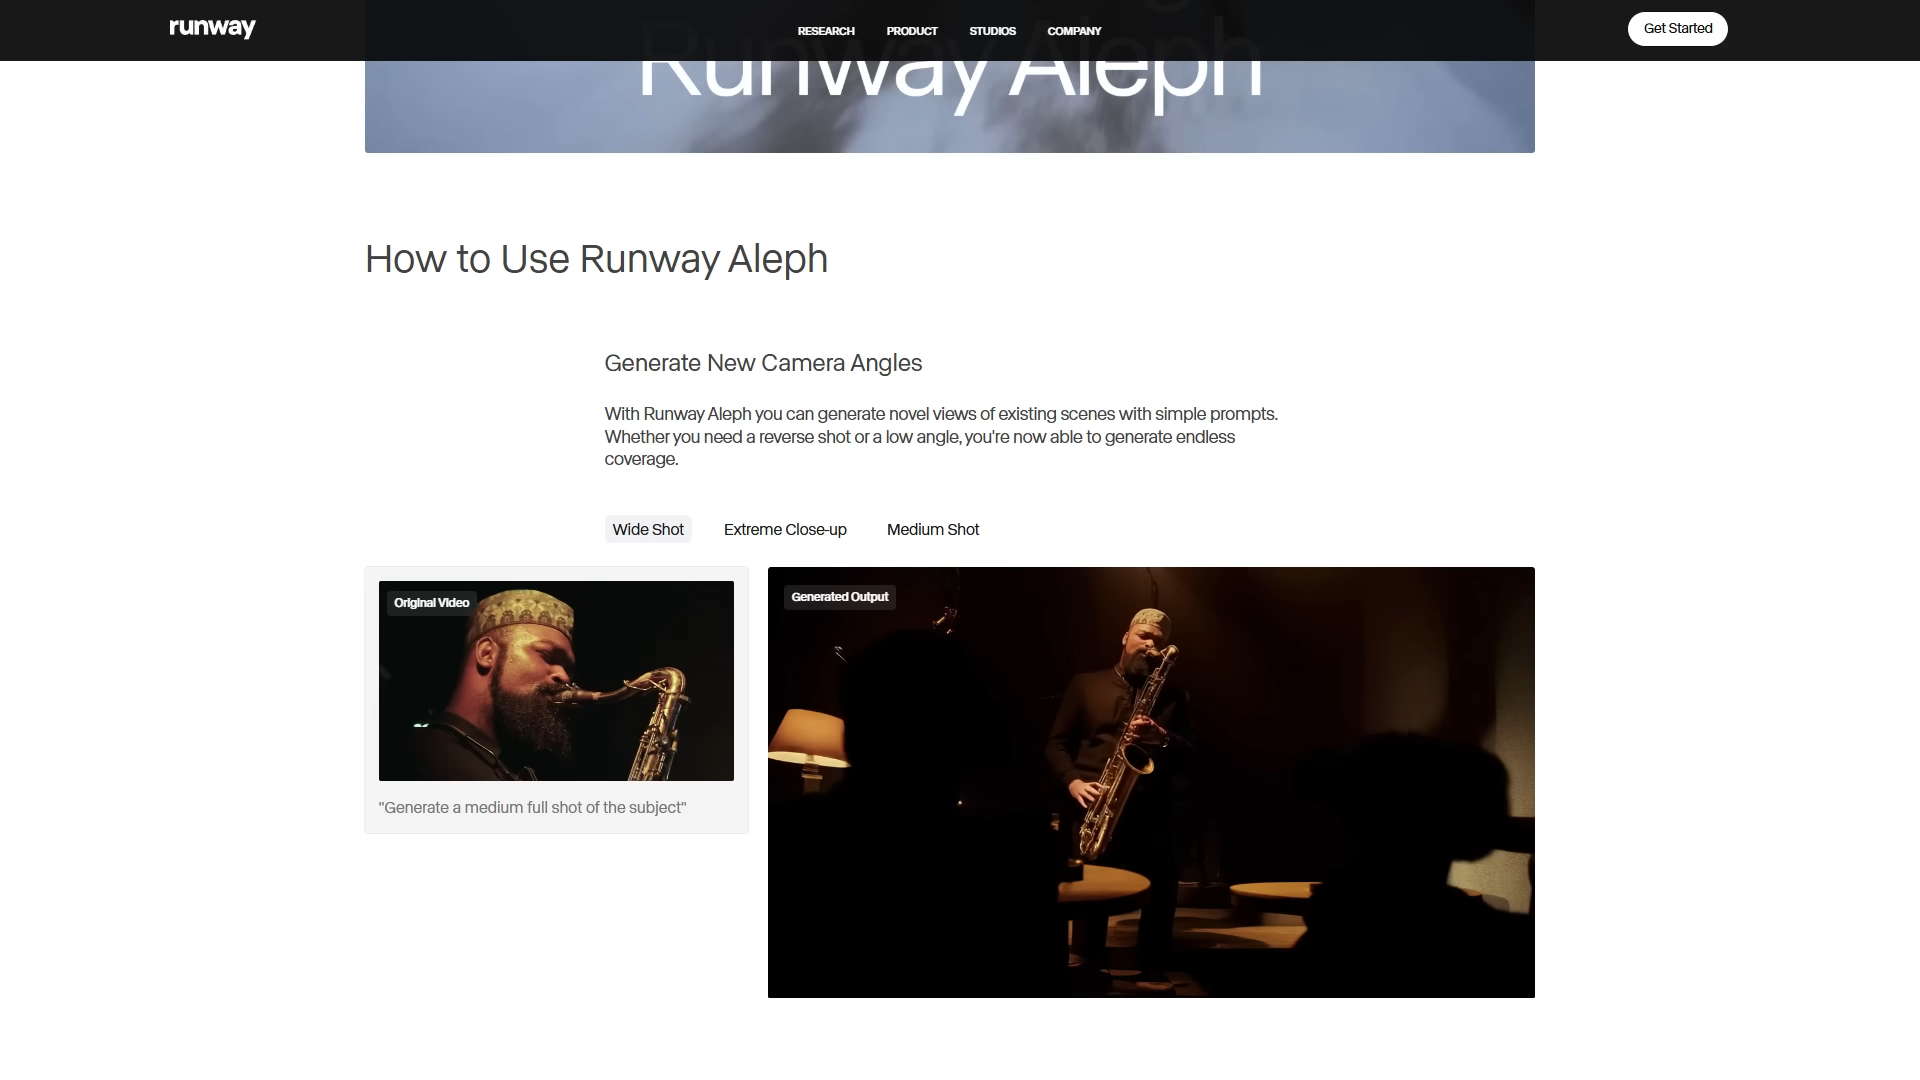 runway
RESEARCH
PRODUCT
STUDIOS
COMPANY
Get Started
Runway Aleph
How to Use Runway Aleph
Generate New Camera Angles
With Runway Aleph you can generate novel views of existing scenes with simple prompts.
Whether you need a reverse shot or a low angle, you're now able to generate endless
coverage.
Wide Shot
Extreme Close-up
Medium Shot
Original Video
"Generate a medium full shot of the subject"
Generated Output